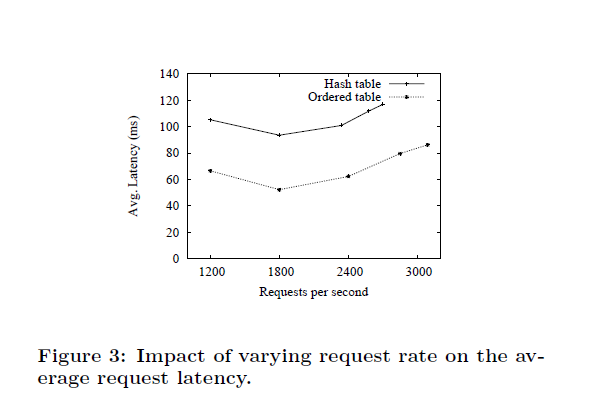 140
120
100
80
60
40
20
0
Avg. Latency (ms)
Hash table
Ordered table
1200 1800 2400 3000
Requests per second
Figure 3: Impact of varying request rate on the av-
erage request latency.